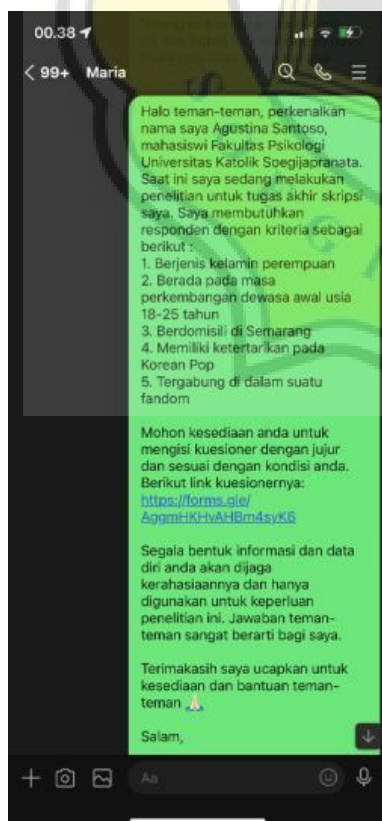 00.38
< 99+ Maria
Halo teman-teman, perkenalkan
nama saya Agustina Santoso,
mahasiswi Fakultas Psikologi
Universitas Katolik Soegijapranata.
Saat ini saya sedang melakukan
penelitian untuk tugas akhir skripsi
saya. Saya membutuhkan
responden dengan kriteria sebagai
berikut :
1. Berjenis kelamin perempuan
2. Berada pada masa
perkembangan dewasa awal usia
18-25 tahun
3. Berdomisili di Semarang
4. Memiliki ketertarikan pada
Korean Pop
5. Tergabung di dalam suatu
fandom
Mohon kesediaan anda untuk
mengisi kuesioner dengan jujur
dan sesuai dengan kondisi anda.
Berikut link kuesionernya:
https://forms.gle/
AggmHKHvAHBm4syK6
Segala bentuk informasi dan data
diri anda akan dijaga
kerahasiaannya dan hanya
digunakan untuk keperluan
penelitian ini. Jawaban teman-
teman sangat berarti bagi saya.
Terimakasih saya ucapkan untuk
kesediaan dan bantuan teman-
teman 🙏🏻
Salam,
Aa